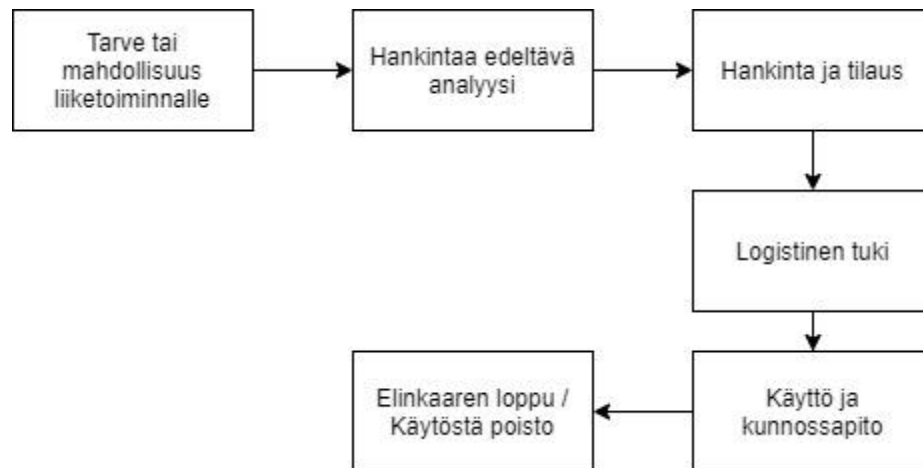 Tarve tai
mahdollisuus
liiketoiminnalle
Hankintaa edeltävä
analyysi
Hankinta ja tilaus
Logistinen tuki
Käyttö ja
kunnossapito
Elinkaaren loppu /
Käytöstä poisto